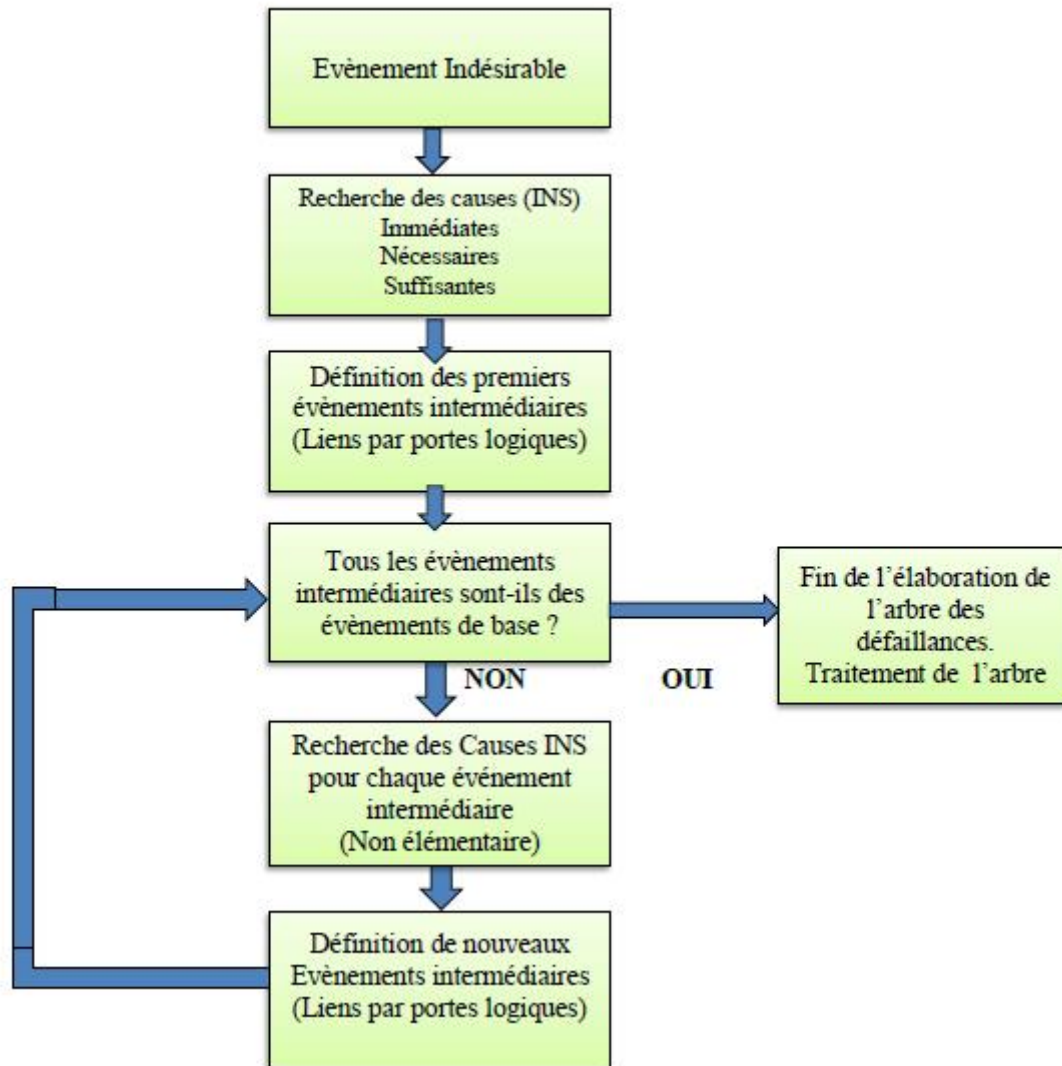 Evènement Indésirable
Recherche des causes (INS)
Immédiates
Nécessaires
Suffisantes
Définition des premiers
évènements intermédiaires
(Liens par portes logiques)
Tous les évènements
intermédiaires sont-ils des
évènements de base ?
Fin de l’élaboration de
l’arbre des
défaillances.
Traitement de l’arbre
NON
OUI
Recherche des Causes INS
pour chaque événement
intermédiaire
(Non élémentaire)
Définition de nouveaux
Evènements intermédiaires
(Liens par portes logiques)